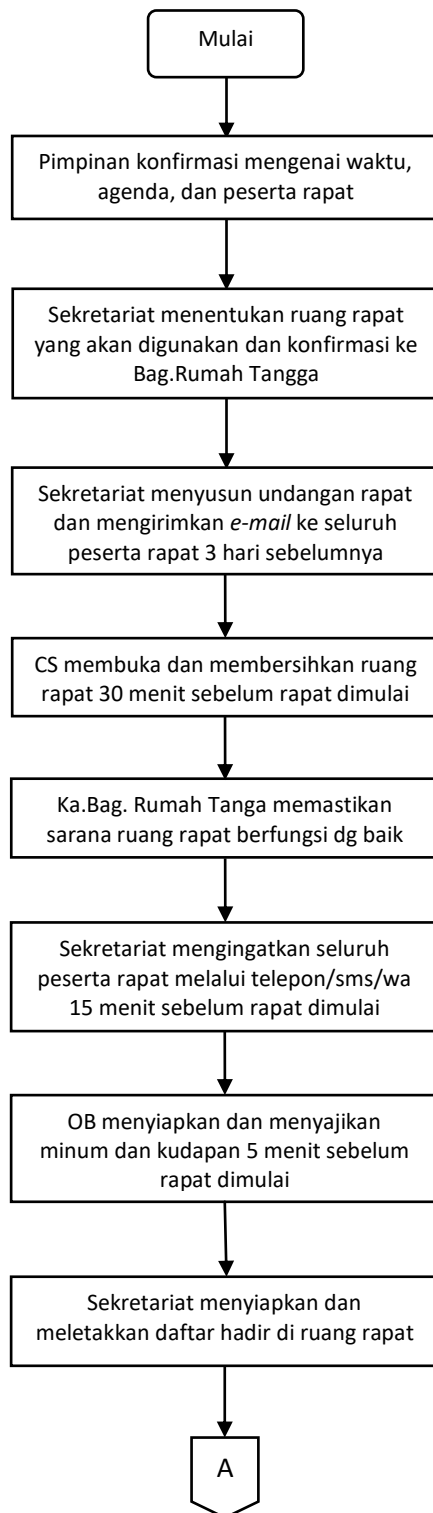 Mulai
Pimpinan konfirmasi mengenai waktu,
agenda, dan peserta rapat
Sekretariat menentukan ruang rapat
yang akan digunakan dan konfirmasi ke
Bag.Rumah Tangga
Sekretariat menyusun undangan rapat
dan mengirimkan e-mail ke seluruh
peserta rapat 3 hari sebelumnya
CS membuka dan membersihkan ruang
rapat 30 menit sebelum rapat dimulai
Ka.Bag. Rumah Tanga memastikan
sarana ruang rapat berfungsi dg baik
Sekretariat mengingatkan seluruh
peserta rapat melalui telepon/sms/wa
15 menit sebelum rapat dimulai
OB menyiapkan dan menyajikan
minum dan kudapan 5 menit sebelum
rapat dimulai
Sekretariat menyiapkan dan
meletakkan daftar hadir di ruang rapat
A